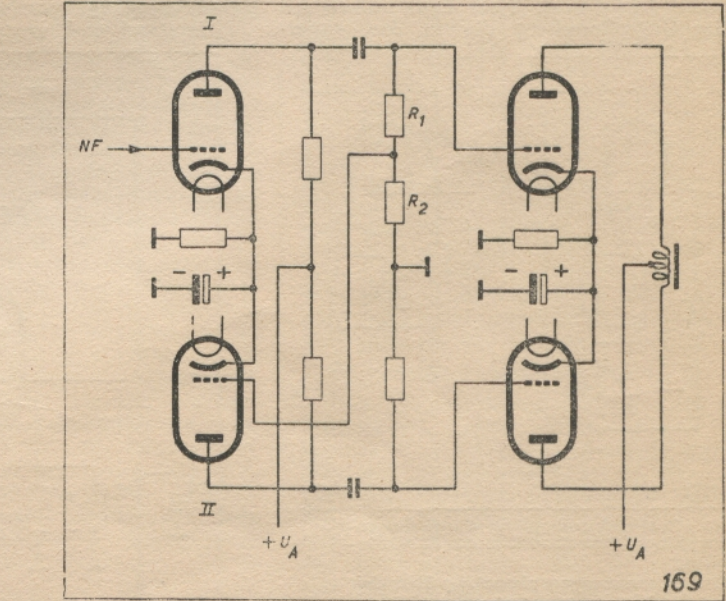 I
NF
R1
R2
- +
- +
II
+UA
+UA
169